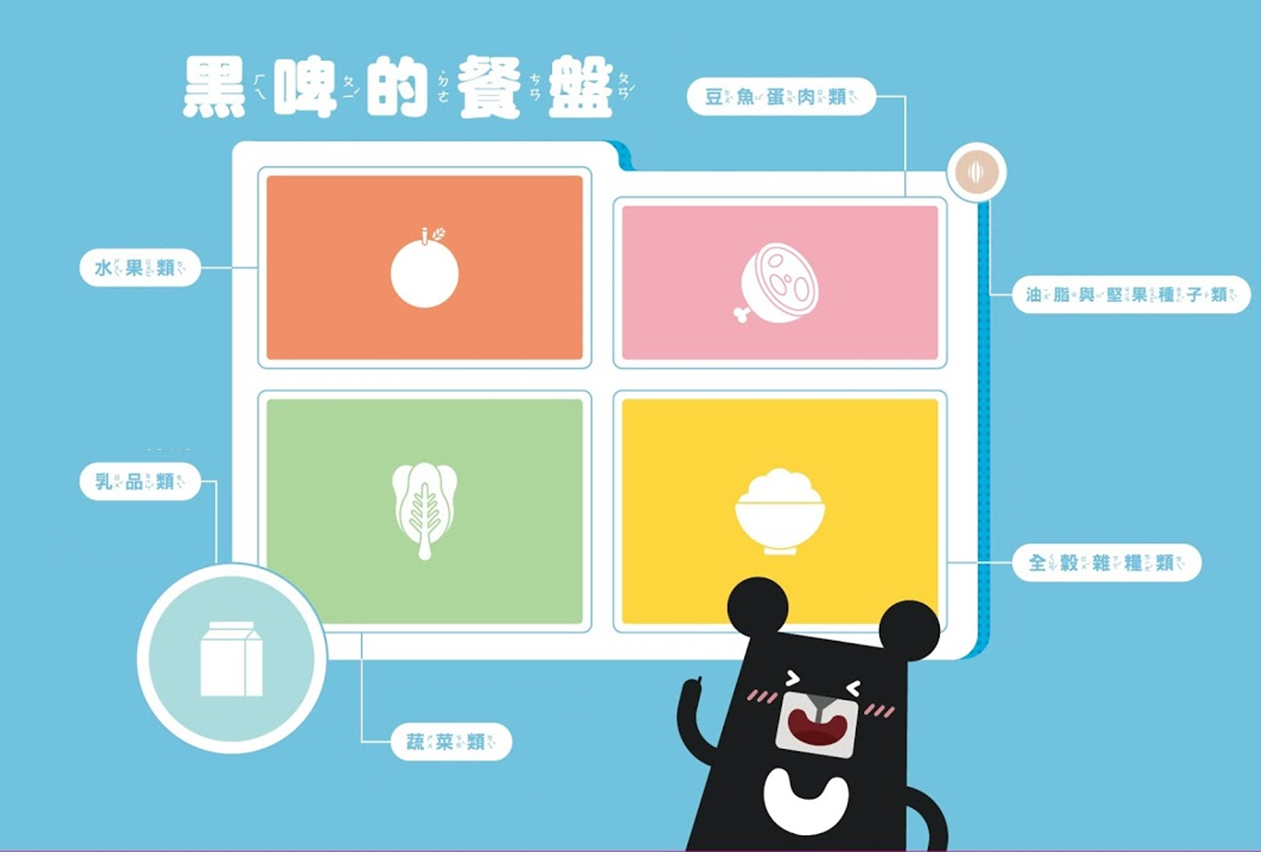 黑啤的餐盤
豆魚蛋肉類
水果類
油脂與堅果種子類
乳品類
全穀雜糧類
蔬菜類